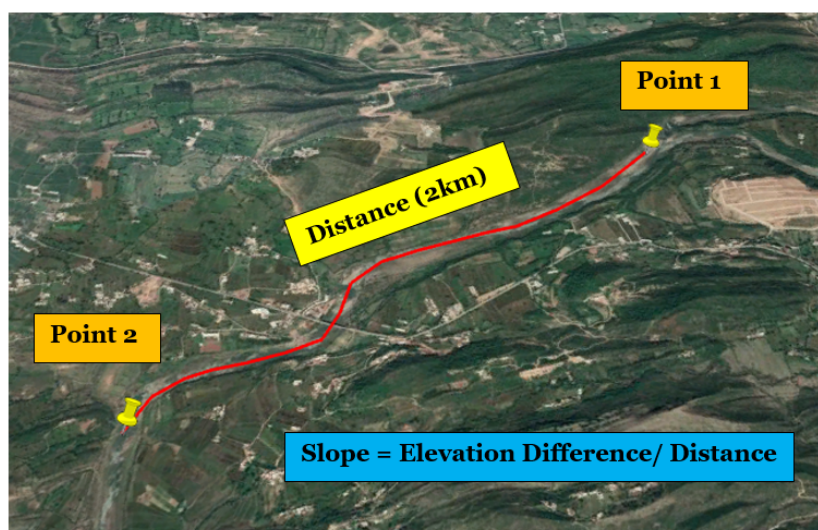 Point 1
Distance (2km)
Point 2
Slope = Elevation Difference/ Distance